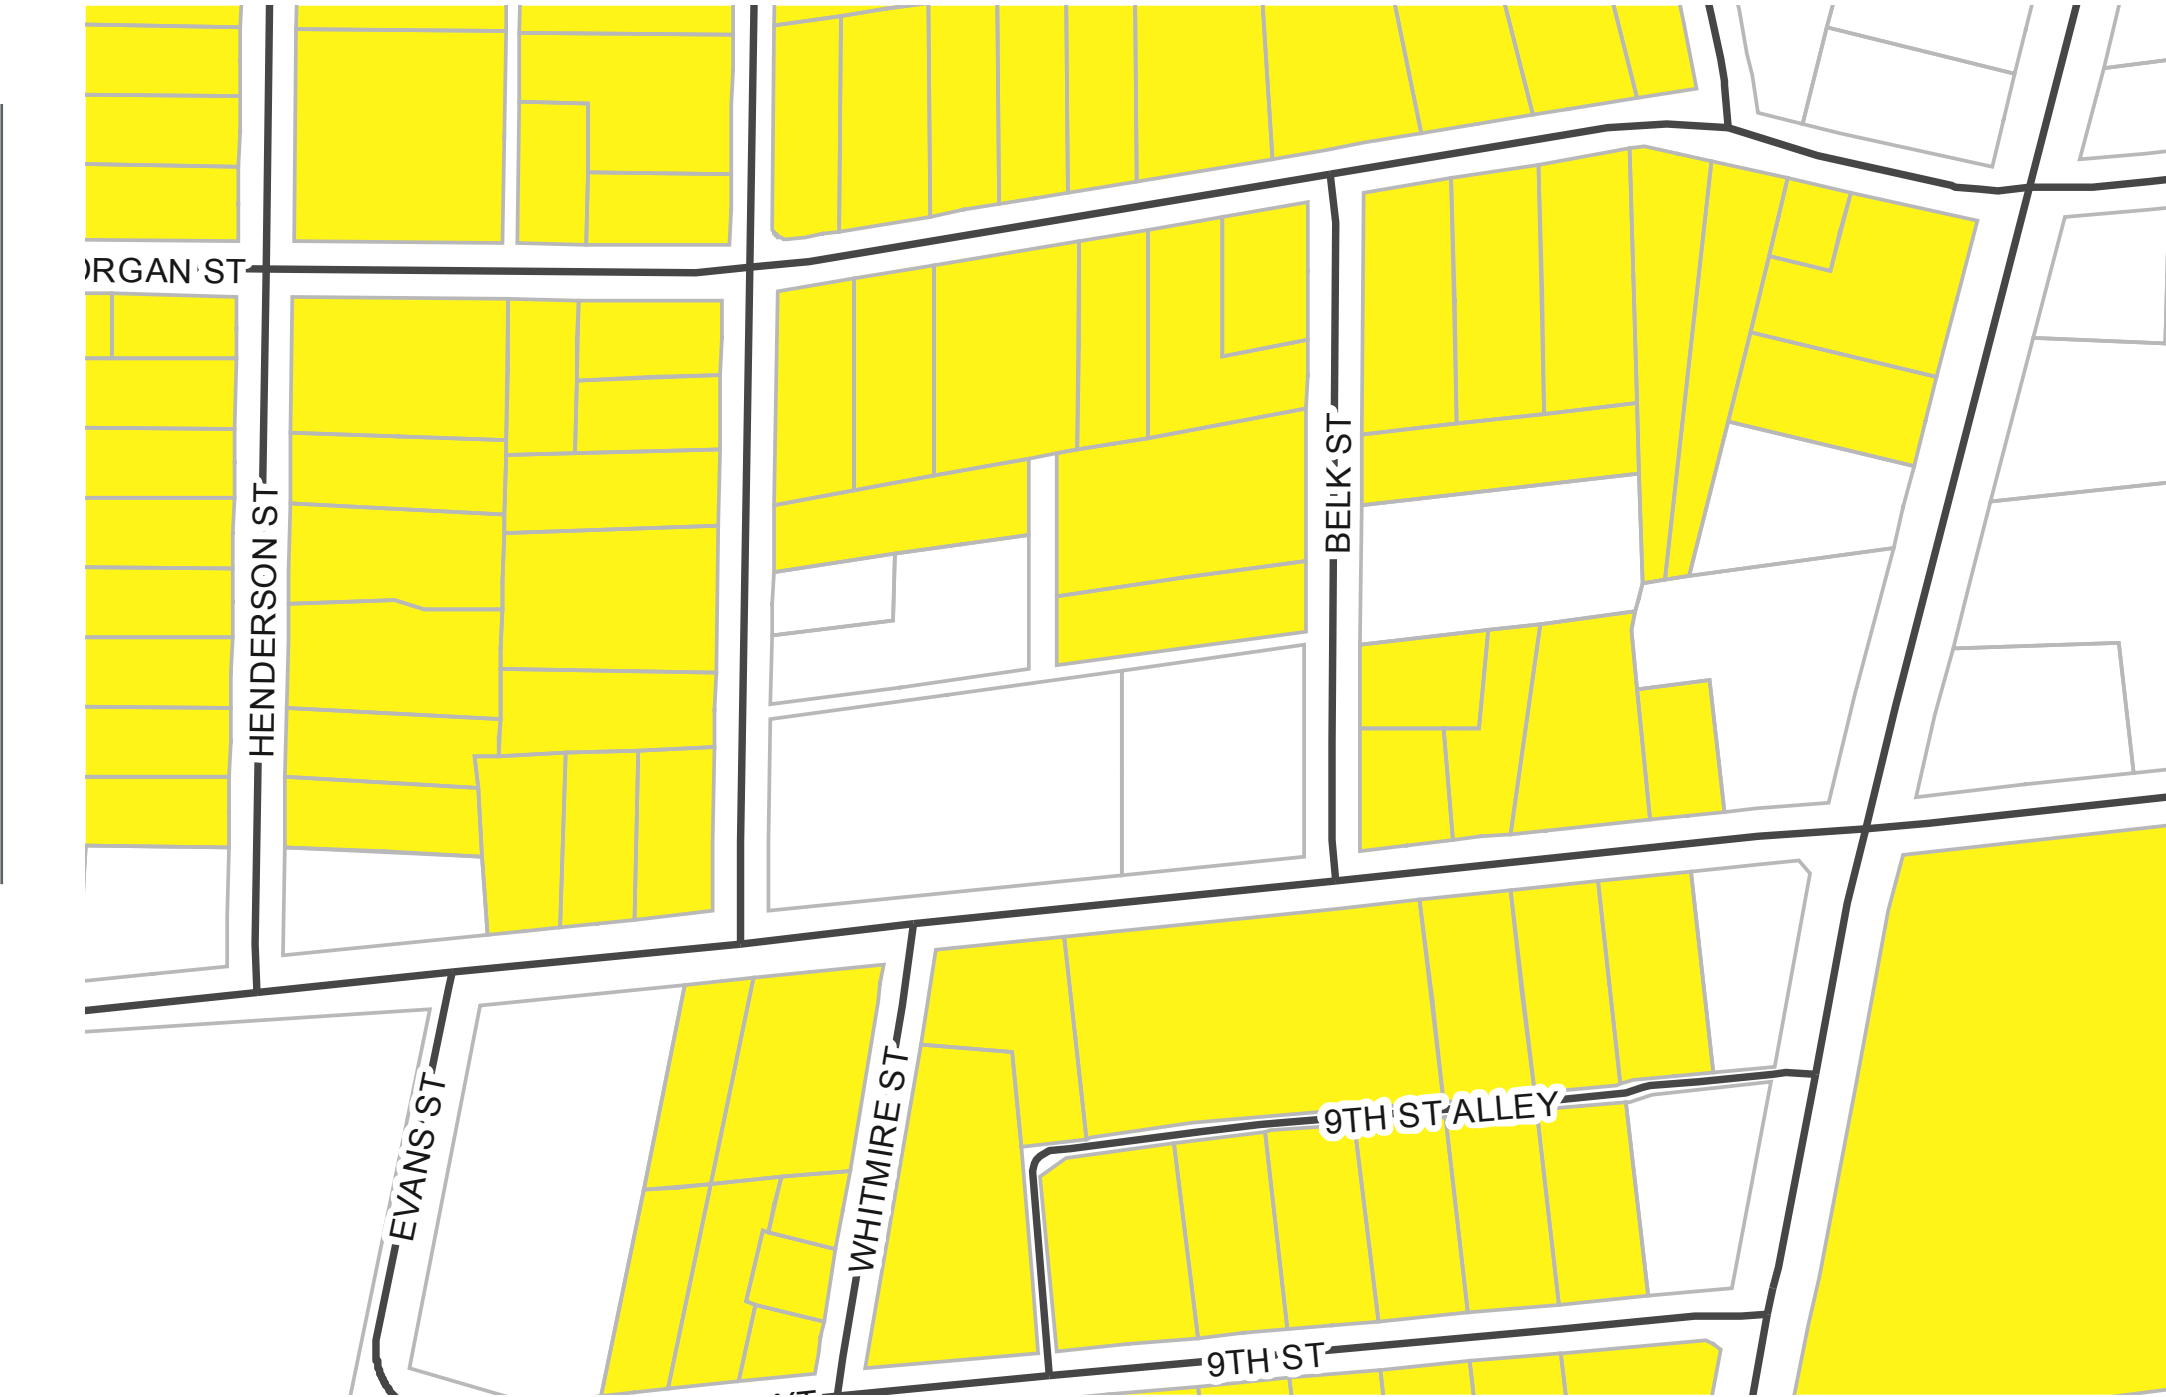 ORGAN ST
BELK ST
HENDERSON ST
WHITMIRE ST
EVANS ST
9TH ST ALLEY
9TH ST